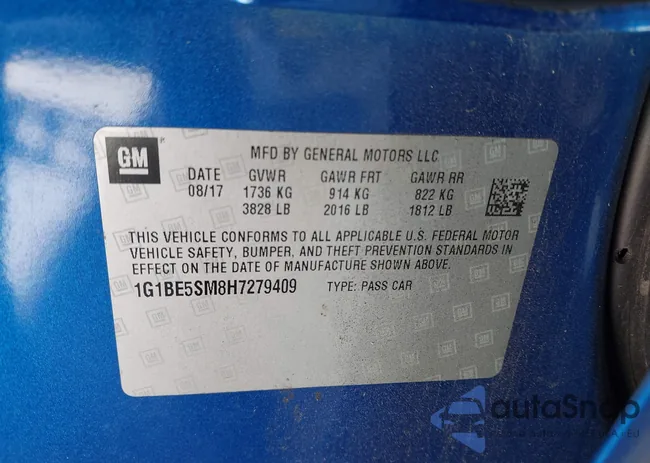 GM
MFD BY GENERAL MOTORS LLC
DATE GVWR GAWR FRT GAWR RR
08/17 1736 KG 914 KG 822 KG
3828 LB 2016 LB 1812 LB
THIS VEHICLE CONFORMS TO ALL APPLICABLE U.S. FEDERAL MOTOR
VEHICLE SAFETY, BUMPER, AND THEFT PREVENTION STANDARDS IN
EFFECT ON THE DATE OF MANUFACTURE SHOWN ABOVE.
1G1BE5SM8H7279409 TYPE: PASS CAR
autoSnap